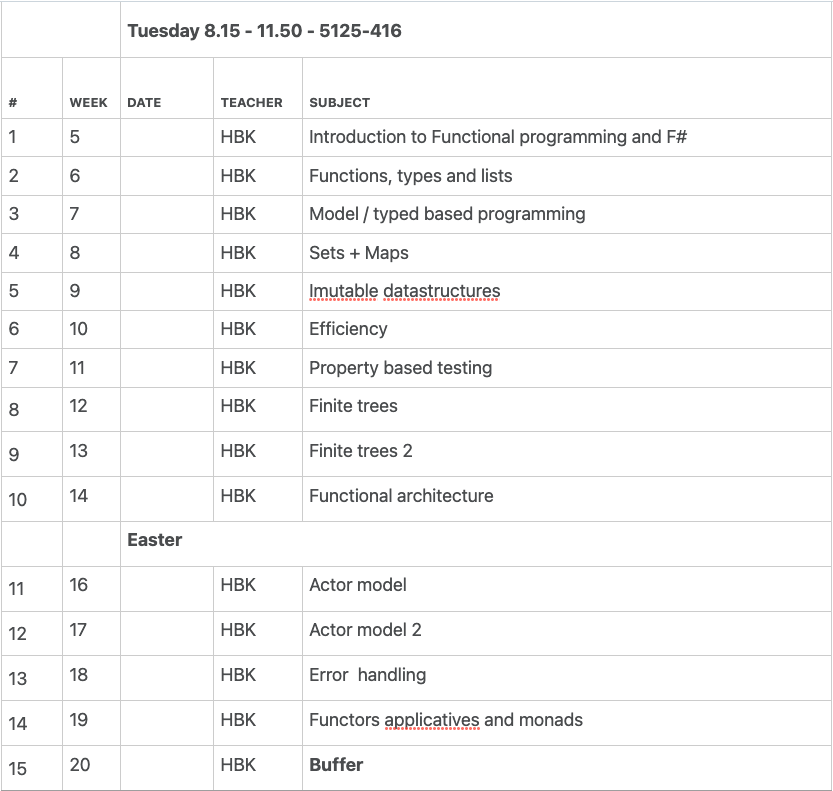 Tuesday 8.15 - 11.50 - 5125-416
# WEEK DATE TEACHER SUBJECT
1 5 HBK Introduction to Functional programming and F#
2 6 HBK Functions, types and lists
3 7 HBK Model / typed based programming
4 8 HBK Sets + Maps
5 9 HBK Imutable datastructures
6 10 HBK Efficiency
7 11 HBK Property based testing
8 12 HBK Finite trees
9 13 HBK Finite trees 2
10 14 HBK Functional architecture
Easter
11 16 HBK Actor model
12 17 HBK Actor model 2
13 18 HBK Error  handling
14 19 HBK Functors applicatives and monads
15 20 HBK Buffer